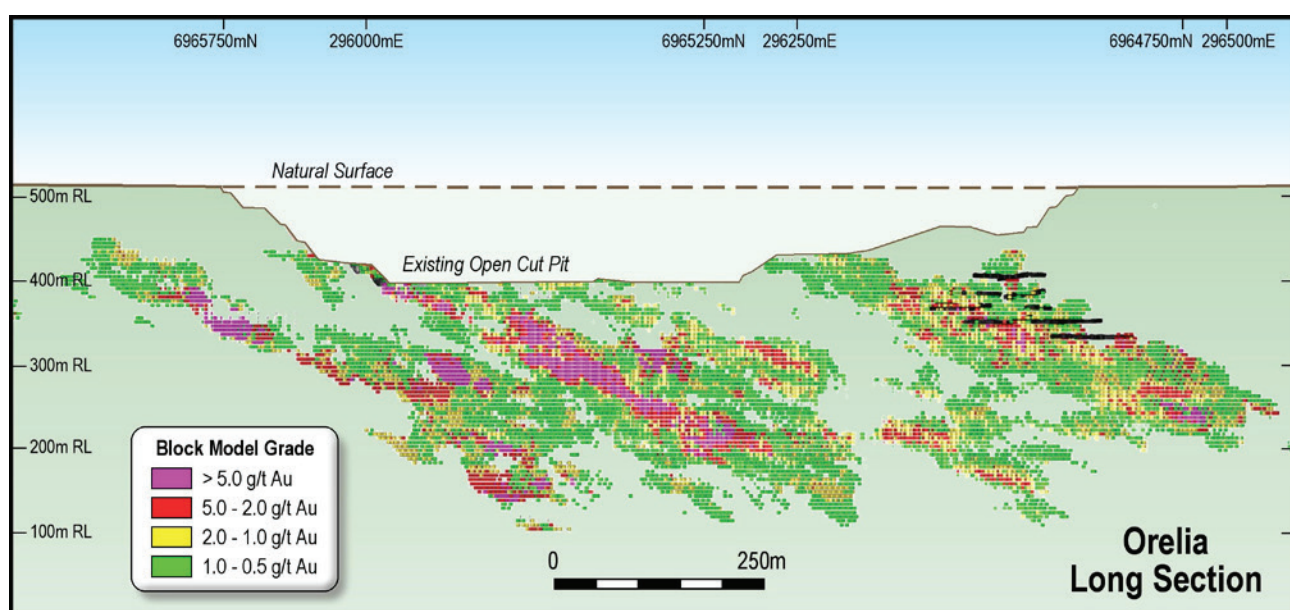 6965750mN 296000mE 6965250mN 296250mE 6964750mN 296500mE
Natural Surface
500m RL
Existing Open Cut Pit
400m RL
300m RL
200m RL
100m RL
Block Model Grade
> 5.0 g/t Au
5.0 - 2.0 g/t Au
2.0 - 1.0 g/t Au
1.0 - 0.5 g/t Au
0 250m
Orelia
Long Section